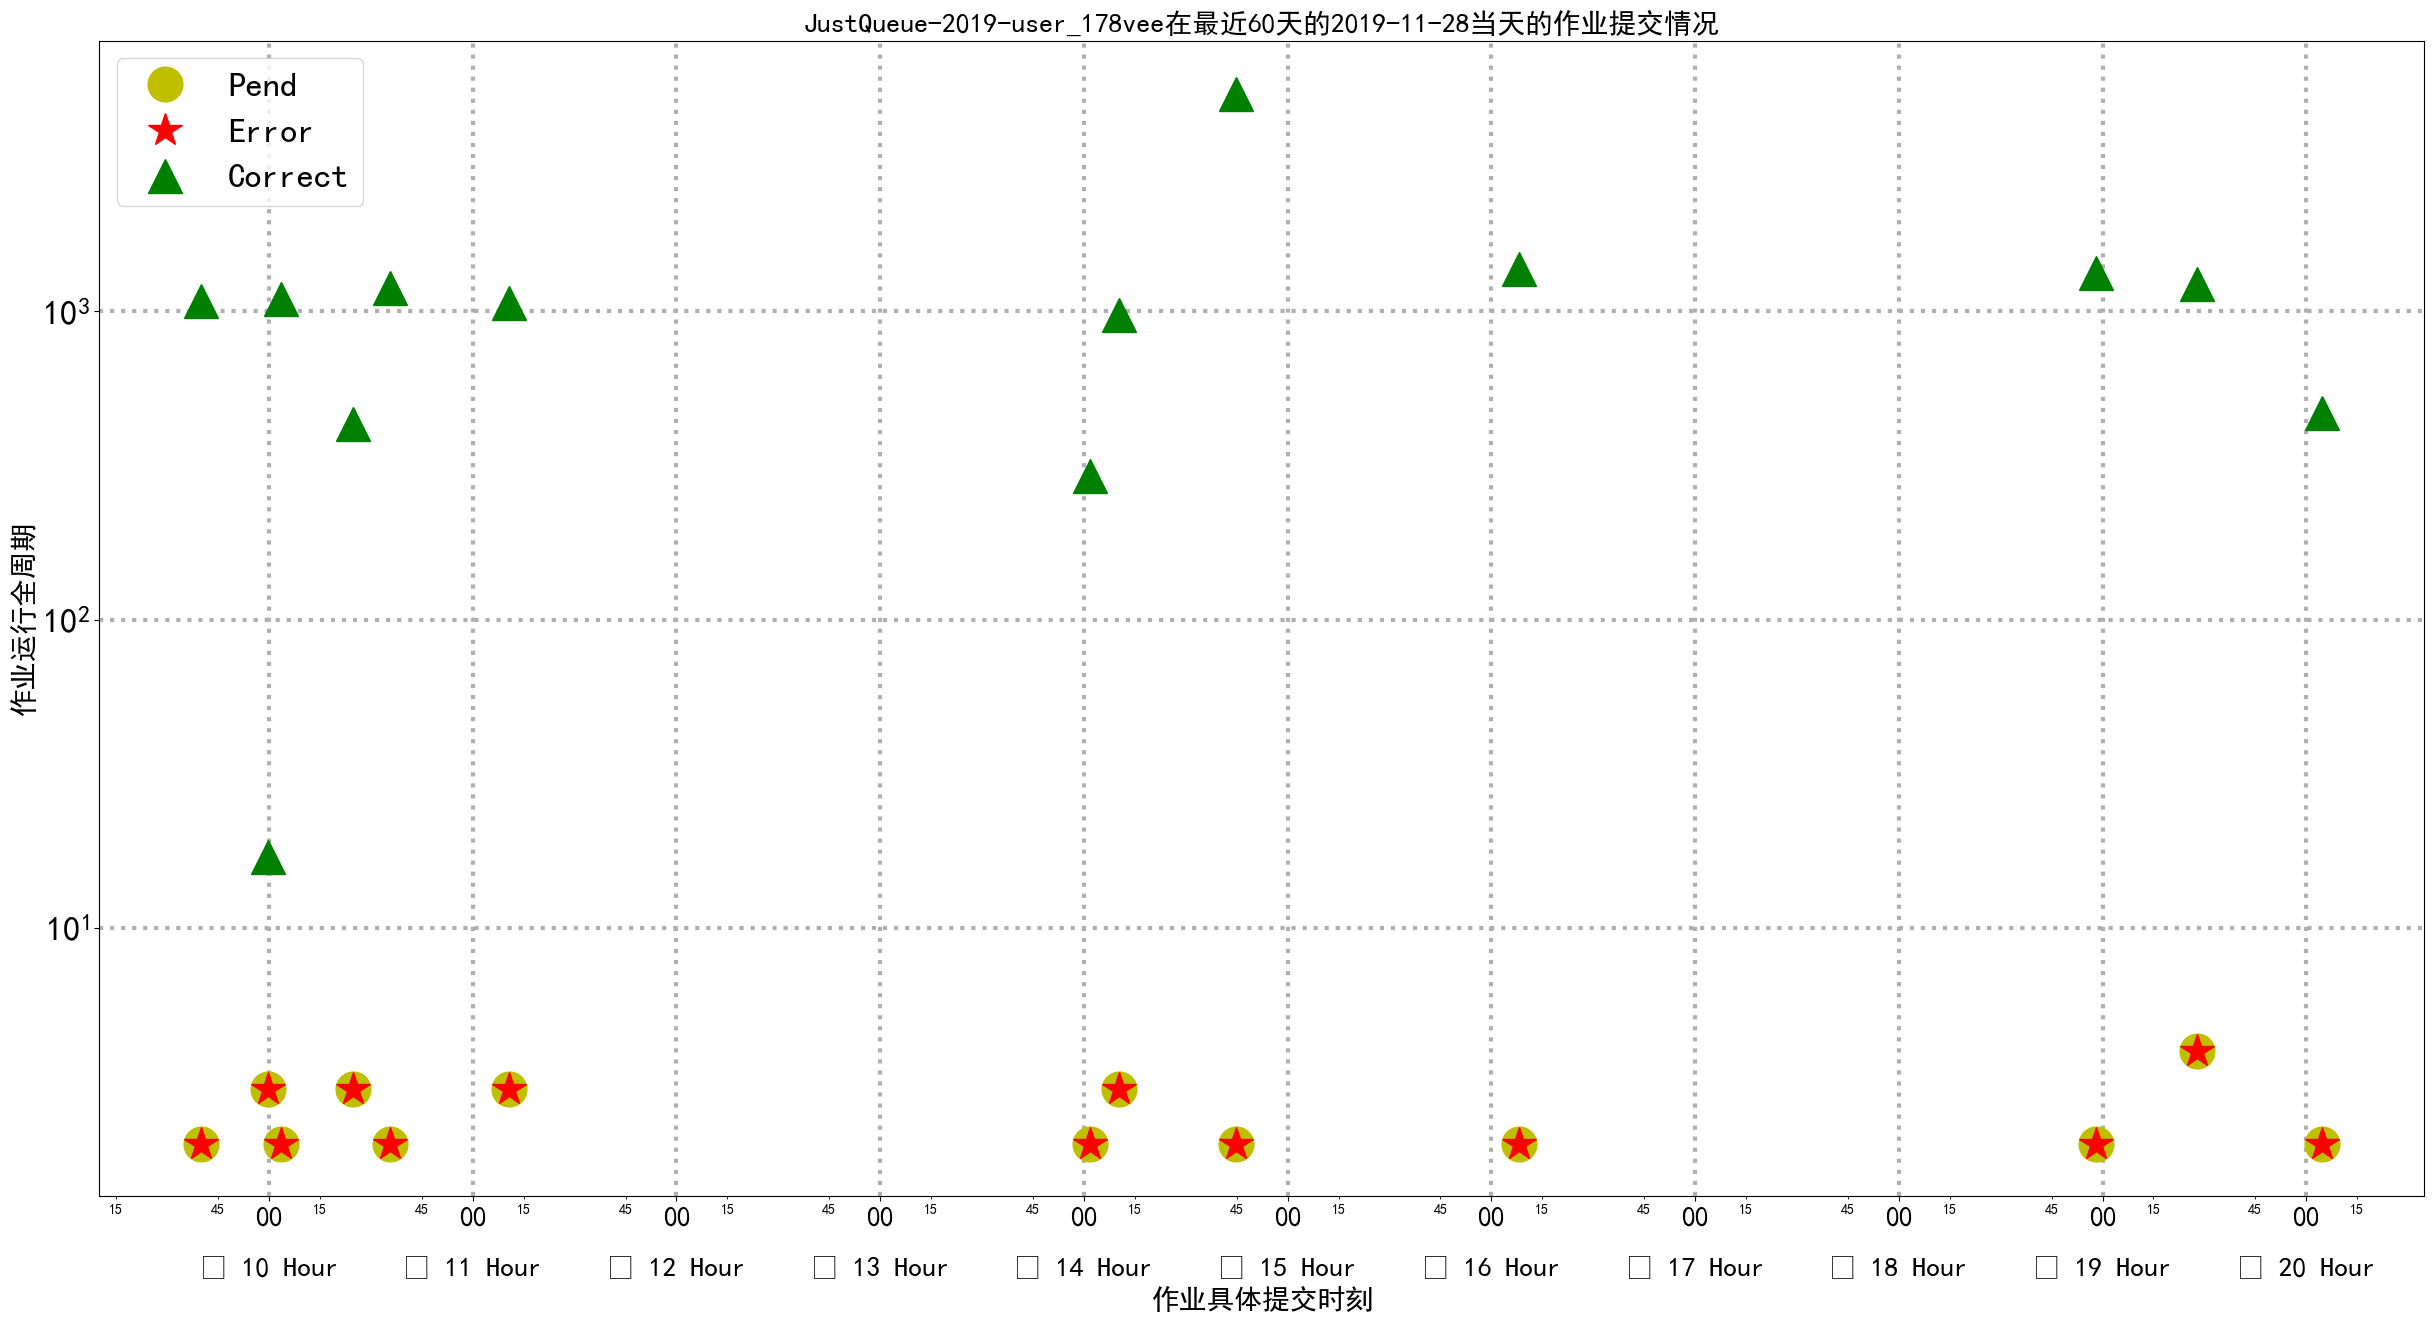 JustQueue-2019-user_178vee在最近60天的2019-11-28当天的作业提交情况
Pend
Error
Correct
10³
10²
10¹
作业运行全周期
15 45 00 15 45 00 15 45 00 15 45 00 15 45 00 15 45 00 15 45 00 15 45 00 15 45 00 15 45 00 15 45 00 15
□ 10 Hour □ 11 Hour □ 12 Hour □ 13 Hour □ 14 Hour □ 15 Hour □ 16 Hour □ 17 Hour □ 18 Hour □ 19 Hour □ 20 Hour
作业具体提交时刻